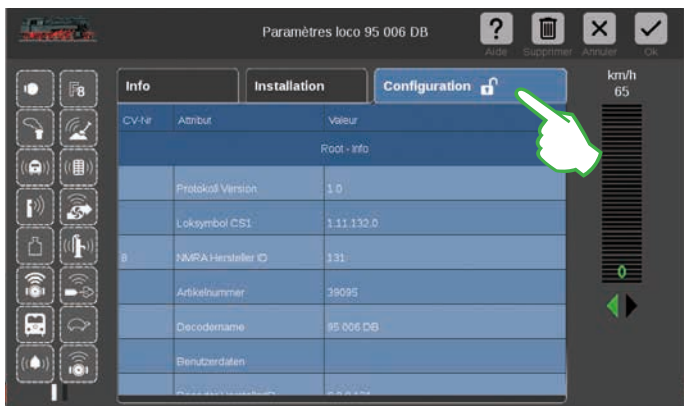 Paramètres loco 95 006 DB
?
Aide Supprimer Annuler Ok
Info Installation Configuration
km/h
65
F8
CV-Nr Attribut Valeur
Root - Info
Protokoll Version 1.0
Loksymbol CS1 1.11.132.0
8 NMRA Hersteller ID 131
Artikelnummer 39095
Decodername 95 006 DB
Benutzerdaten
0